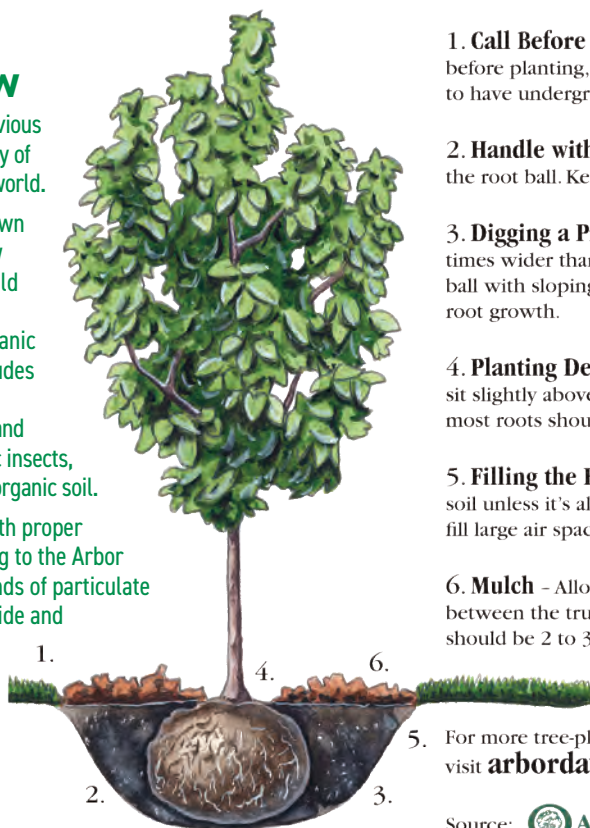 w
vious
y of
world.
wn
ld
anic
udes
and
t insects,
organic soil.
th proper
g to the Arbor
nds of particulate
ide and
1. Call Before
before planting,
to have undergr
2. Handle with
the root ball. Ke
3. Digging a P
times wider than
ball with sloping
root growth.
4. Planting De
sit slightly above
most roots shou
5. Filling the H
soil unless it's al
fill large air spac
6. Mulch – Allo
between the tru
should be 2 to 3
1.
4.
6.
2.
3.
5.
For more tree-pl
visit arborda
Source: A